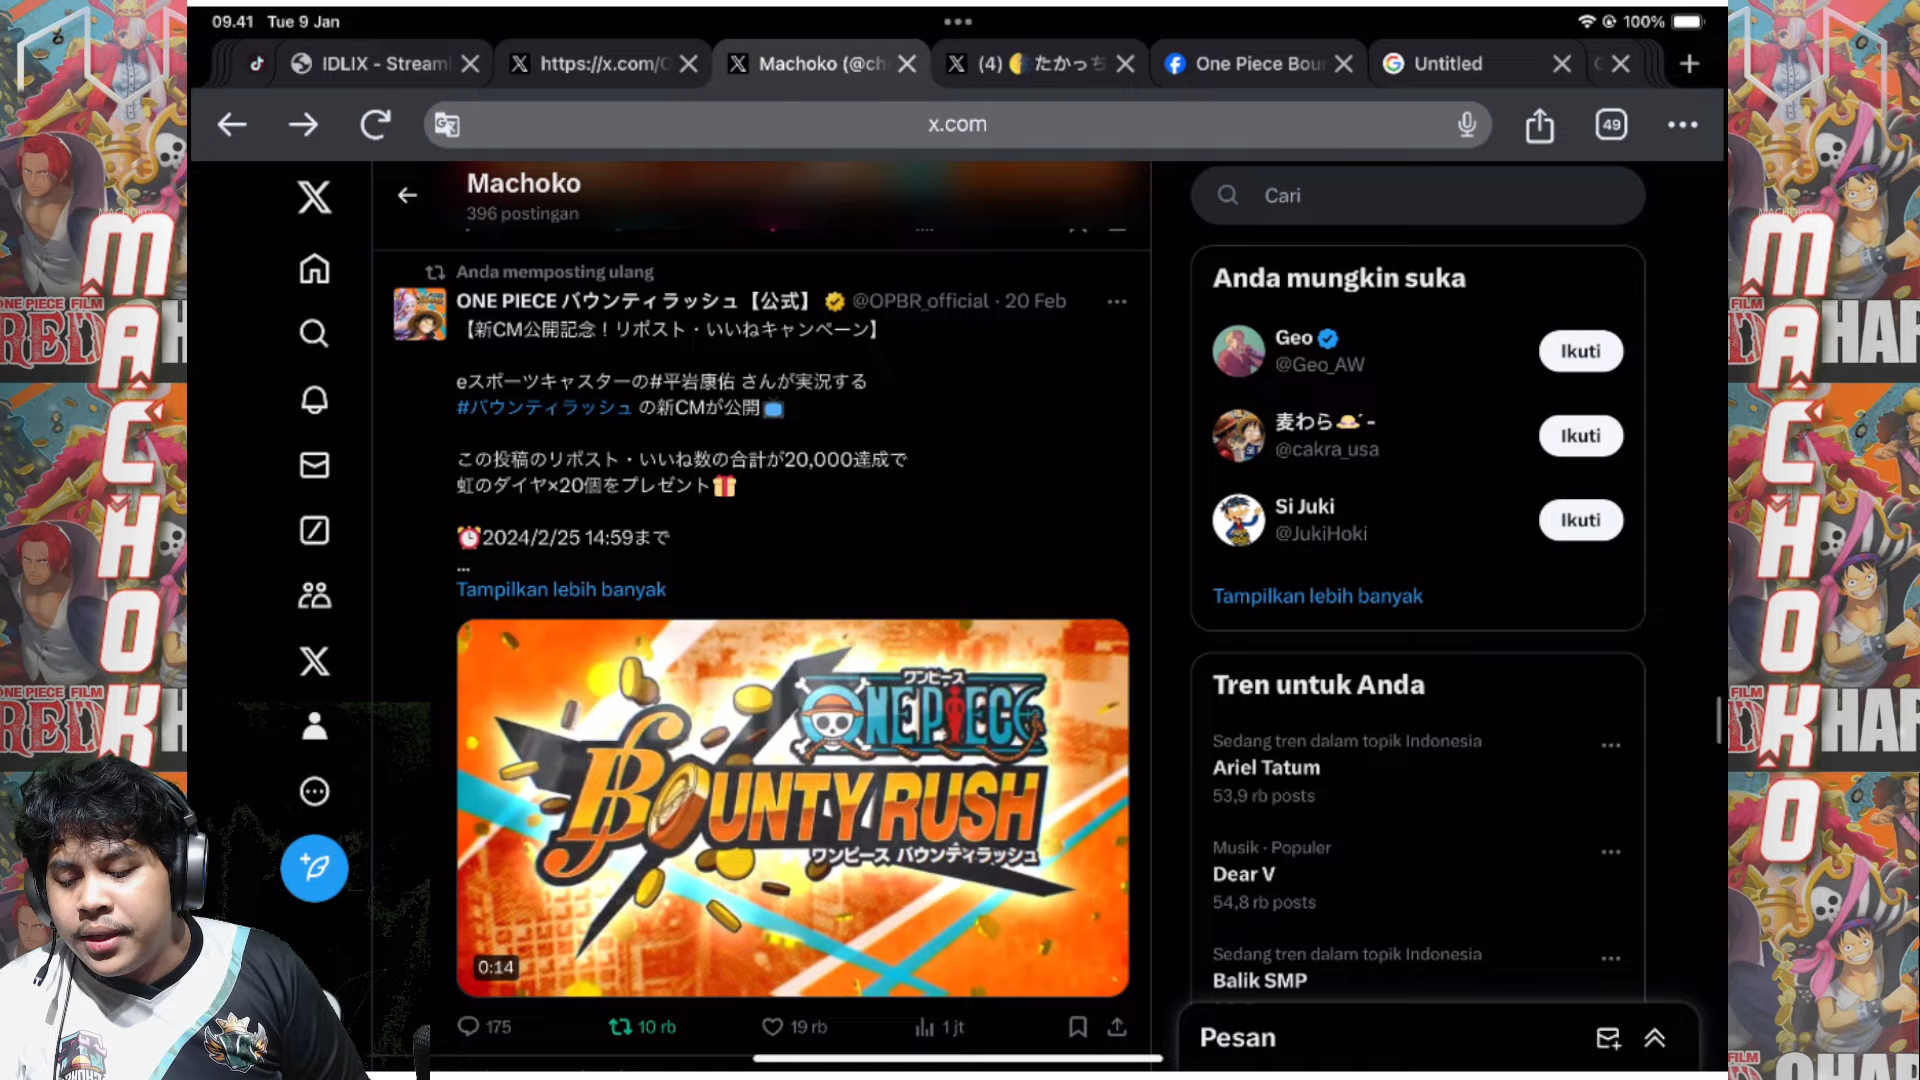 09.41 Tue 9 Jan
100%
IDLIX - Streami
https://x.com/
Machoko (@ch
(4) 🌗たかっち
One Piece Bou
Untitled
x.com
49
Machoko
396 postingan
Cari
Anda memposting ulang
ONE PIECE バウンティラッシュ【公式】 @OPBR_official · 20 Feb
【新CM公開記念！リポスト・いいねキャンペーン】
eスポーツキャスターの#平岩康佑 さんが実況する
#バウンティラッシュ の新CMが公開📺
この投稿のリポスト・いいね数の合計が20,000達成で
虹のダイヤ×20個をプレゼント🎁
⏰2024/2/25 14:59まで
...
Tampilkan lebih banyak
ワンピース
ONE PIECE
BOUNTY RUSH
ワンピース バウンティラッシュ
0:14
175
10 rb
19 rb
1 jt
Anda mungkin suka
Geo
@Geo_AW
Ikuti
麦わら👒´-
@cakra_usa
Ikuti
Si Juki
@JukiHoki
Ikuti
Tampilkan lebih banyak
Tren untuk Anda
Sedang tren dalam topik Indonesia
Ariel Tatum
53,9 rb posts
Musik · Populer
Dear V
54,8 rb posts
Sedang tren dalam topik Indonesia
Balik SMP
Pesan
MACHOKO
ONE PIECE FILM
RED
MACHOKO
FILM
HAR